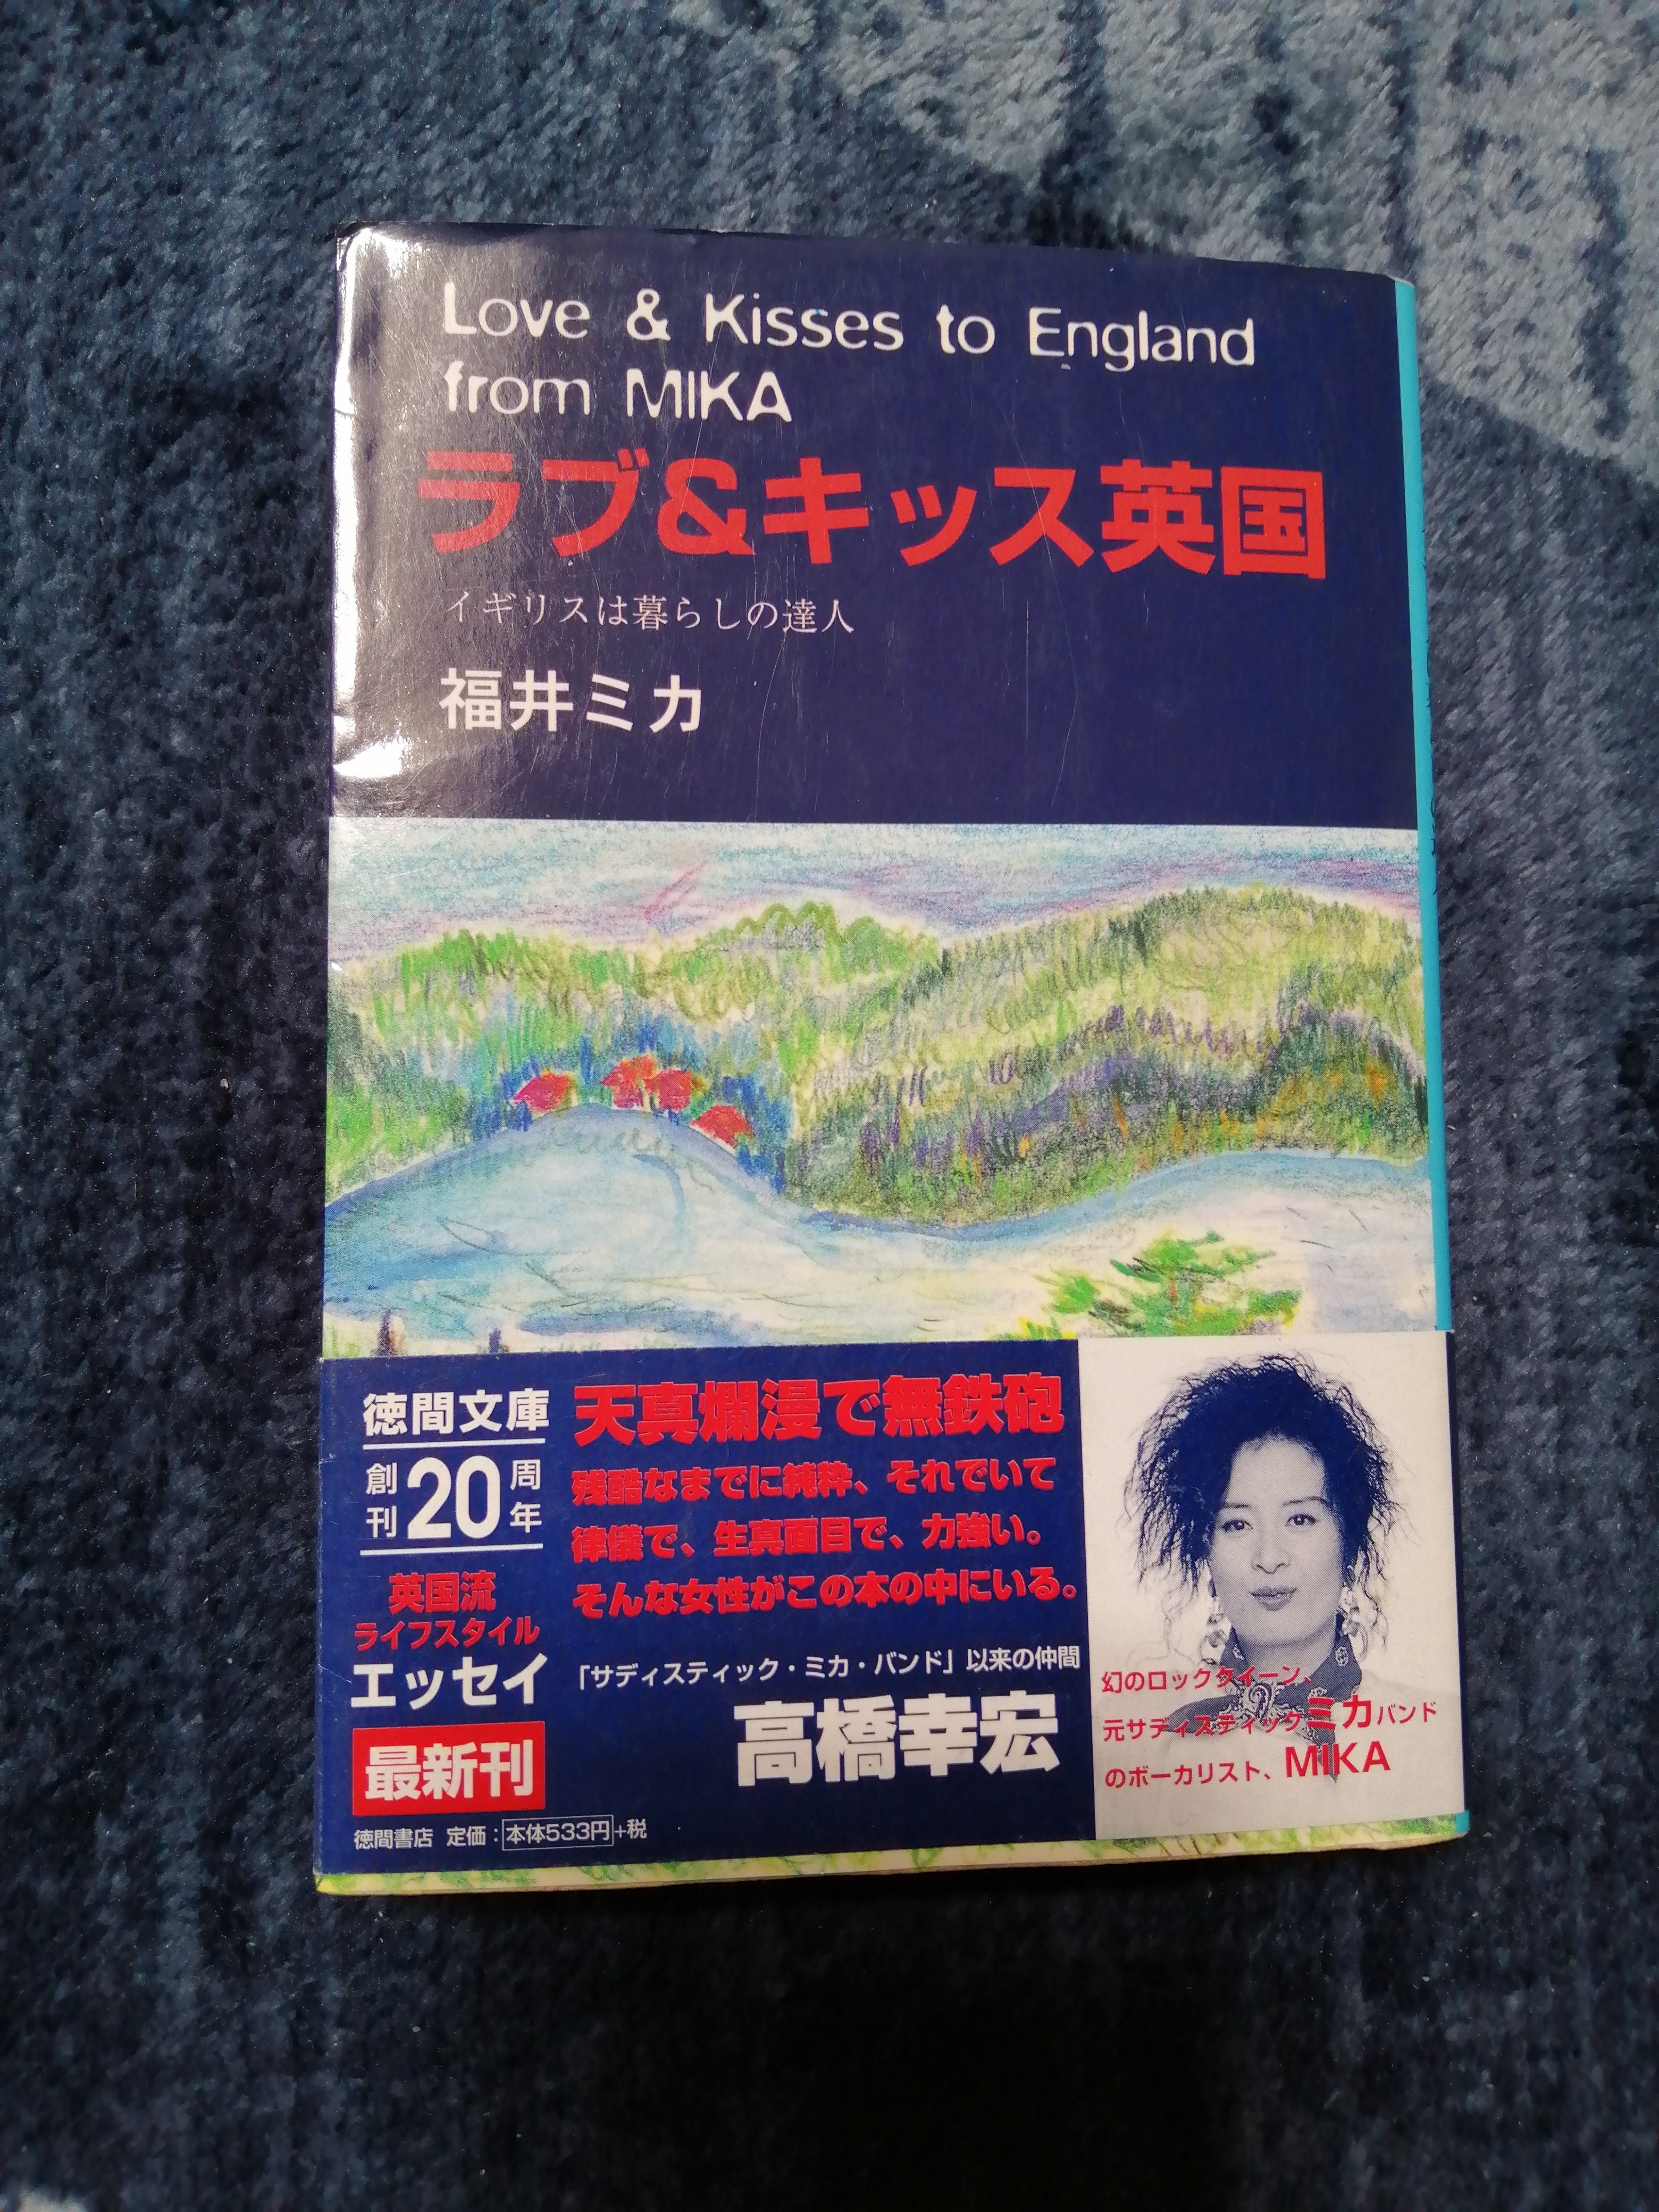 Love & Kisses to England
from MIKA
ラブ&キッス英国
イギリスは暮らしの達人
福井ミカ
徳間文庫
創刊20周年
英国流
ライフスタイル
エッセイ
最新刊
徳間書店 定価:本体533円+税
天真爛漫で無鉄砲
残酷なまでに純粋、それでいて
律儀で、生真面目で、力強い。
そんな女性がこの本の中にいる。
「サディスティック・ミカ・バンド」以来の仲間
高橋幸宏
幻のロッククイーン、
元サディスティックミカバンド
のボーカリスト、MIKA